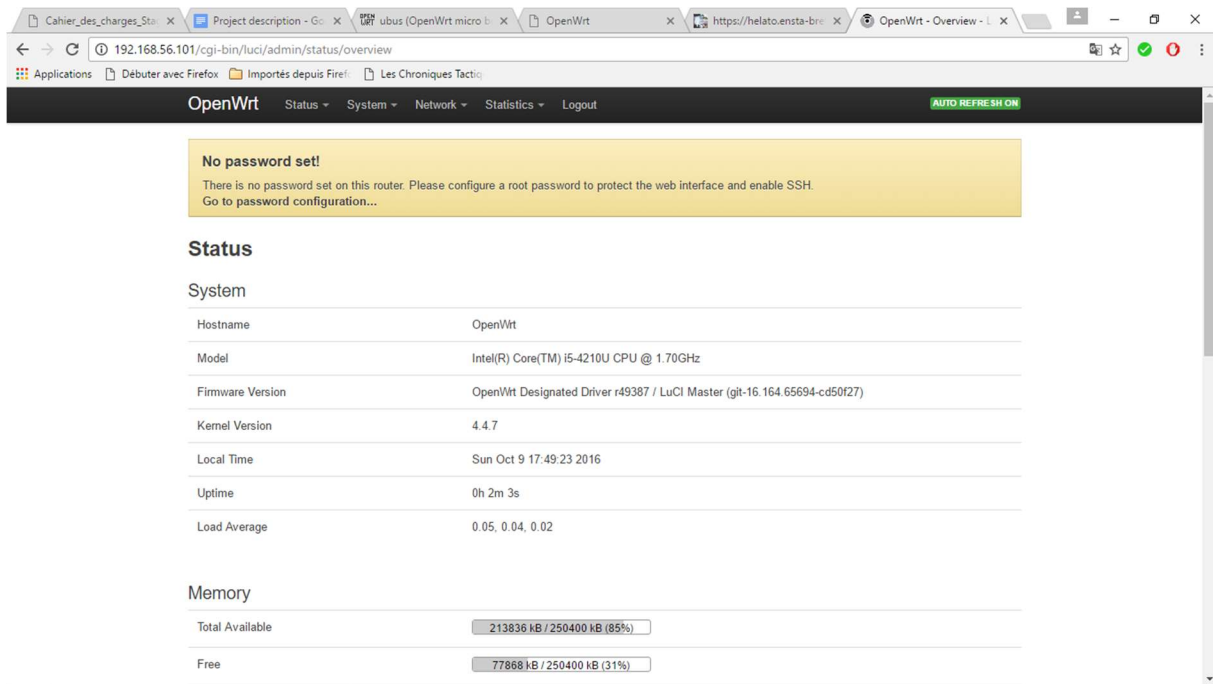 Cahier_des_charges_Sta
Project description - Go
OPEN WRT ubus (OpenWrt micro b
OpenWrt
https://helato.ensta-bre
OpenWrt - Overview - L
192.168.56.101/cgi-bin/luci/admin/status/overview
Applications Débuter avec Firefox Importés depuis Firef Les Chroniques Tactiq
OpenWrt Status System Network Statistics Logout AUTO REFRESH ON
No password set!
There is no password set on this router. Please configure a root password to protect the web interface and enable SSH.
Go to password configuration...
Status
System
Hostname OpenWrt
Model Intel(R) Core(TM) i5-4210U CPU @ 1.70GHz
Firmware Version OpenWrt Designated Driver r49387 / LuCI Master (git-16.164.65694-cd50f27)
Kernel Version 4.4.7
Local Time Sun Oct 9 17:49:23 2016
Uptime 0h 2m 3s
Load Average 0.05, 0.04, 0.02
Memory
Total Available 213836 kB / 250400 kB (85%)
Free 77868 kB / 250400 kB (31%)